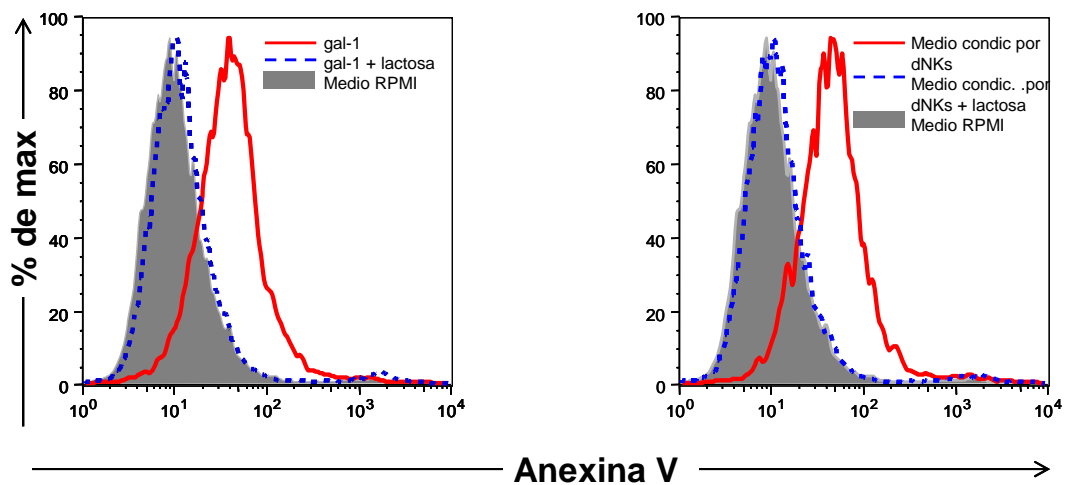 % de max
100
80
60
40
20
0
gal-1
gal-1 + lactosa
Medio RPMI
10^0
10^1
10^2
10^3
10^4
100
80
60
40
20
0
Medio condic por
dNKs
Medio condic. .por
dNKs + lactosa
Medio RPMI
10^0
10^1
10^2
10^3
10^4
Anexina V